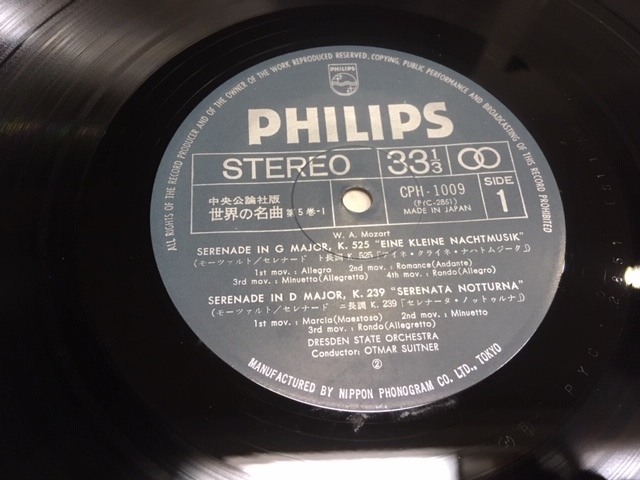 ALL RIGHTS OF THE RECORD PRODUCER AND OF THE OWNER OF THE WORK REPRODUCED RESERVED, COPYING, PUBLIC PERFORMANCE AND BROADCASTING OF THIS RECORD PROHIBITED
PHILIPS
PHILIPS
STEREO 33 1/3
中央公論社版
世界の名曲 第5巻-1
CPH-1009
(PyC-2851)
MADE IN JAPAN
SIDE
1
W. A. Mozart
SERENADE IN G MAJOR, K. 525 "EINE KLEINE NACHTMUSIK"
(モーツァルト/セレナード ト長調 K. 525「アイネ・クライネ・ナハトムジーク」)
1st mov.: Allegro 2nd mov.: Romance(Andante)
3rd mov.: Minuetto(Allegretto) 4th mov.: Rondo(Allegro)
SERENADE IN D MAJOR, K. 239 "SERENATA NOTTURNA"
(モーツァルト/セレナード ニ長調 K. 239「セレナータ・ノットゥルナ」)
1st mov.: Marcia(Maestoso) 2nd mov.: Minuetto
3rd mov.: Rondo(Allegretto)
DRESDEN STATE ORCHESTRA
Conductor: OTMAR SUITNER
②
MANUFACTURED BY NIPPON PHONOGRAM CO. LTD., TOKYO